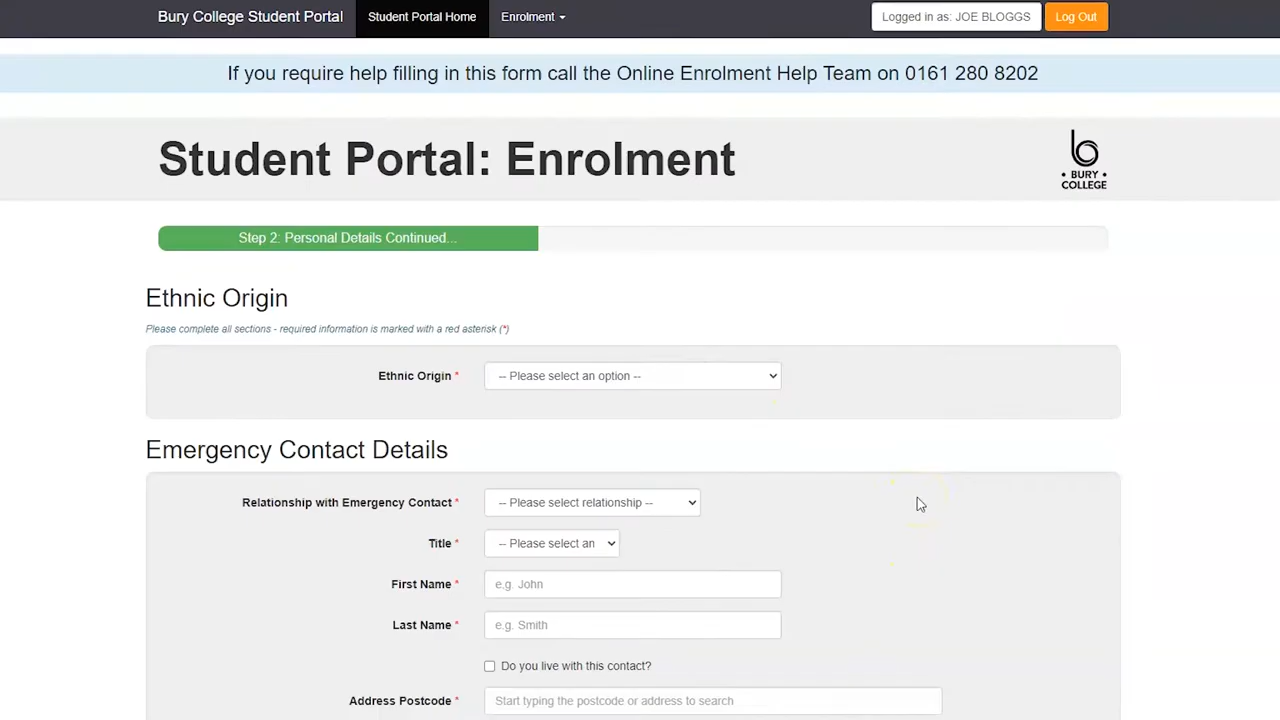 Bury College Student Portal Student Portal Home Enrolment Logged in as: JOE BLOGGS Log Out
If you require help filling in this form call the Online Enrolment Help Team on 0161 280 8202
Student Portal: Enrolment
b
• BURY •
COLLEGE
Step 2: Personal Details Continued...
Ethnic Origin
Please complete all sections - required information is marked with a red asterisk (*)
Ethnic Origin * -- Please select an option --
Emergency Contact Details
Relationship with Emergency Contact * -- Please select relationship --
Title * -- Please select an
First Name * e.g. John
Last Name * e.g. Smith
Do you live with this contact?
Address Postcode * Start typing the postcode or address to search